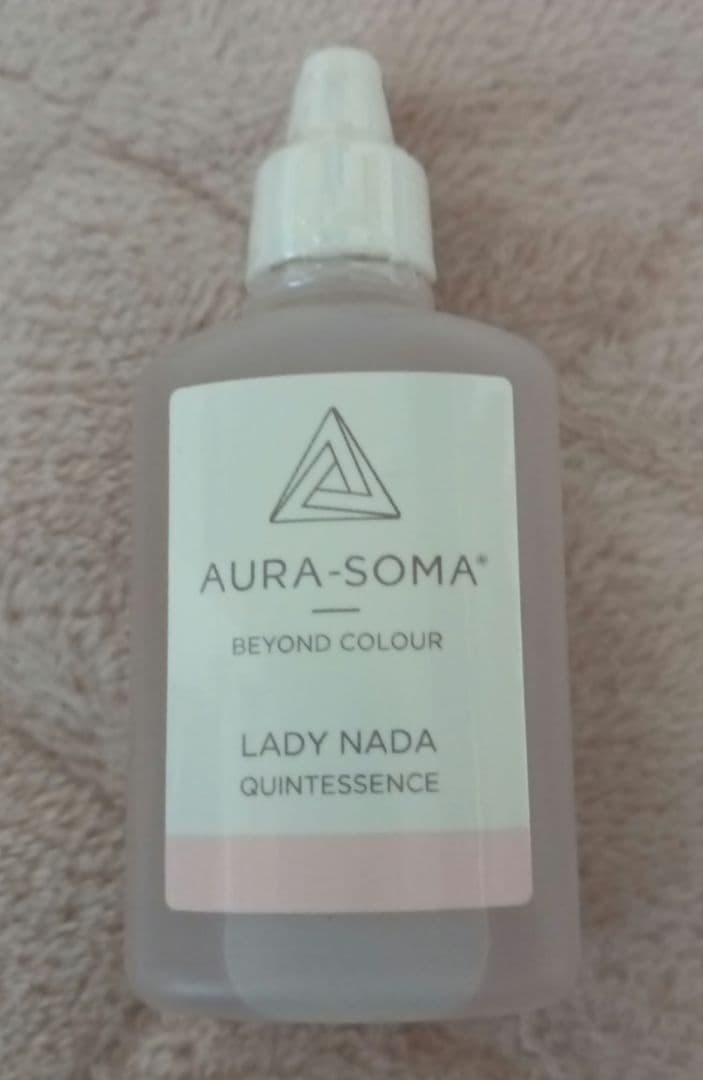 AURA-SOMA®
BEYOND COLOUR
LADY NADA
QUINTESSENCE